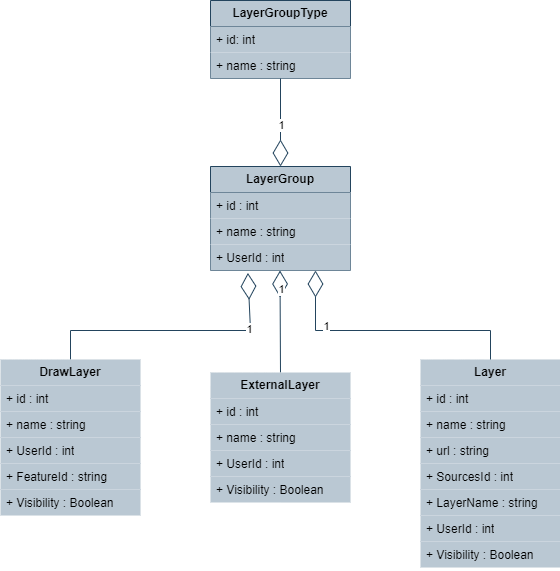 LayerGroupType
+ id: int
+ name : string
1
LayerGroup
+ id : int
+ name : string
+ UserId : int
1
1
1
DrawLayer
+ id : int
+ name : string
+ UserId : int
+ FeatureId : string
+ Visibility : Boolean
ExternalLayer
+ id : int
+ name : string
+ UserId : int
+ Visibility : Boolean
Layer
+ id : int
+ name : string
+ url : string
+ SourcesId : int
+ LayerName : string
+ UserId : int
+ Visibility : Boolean